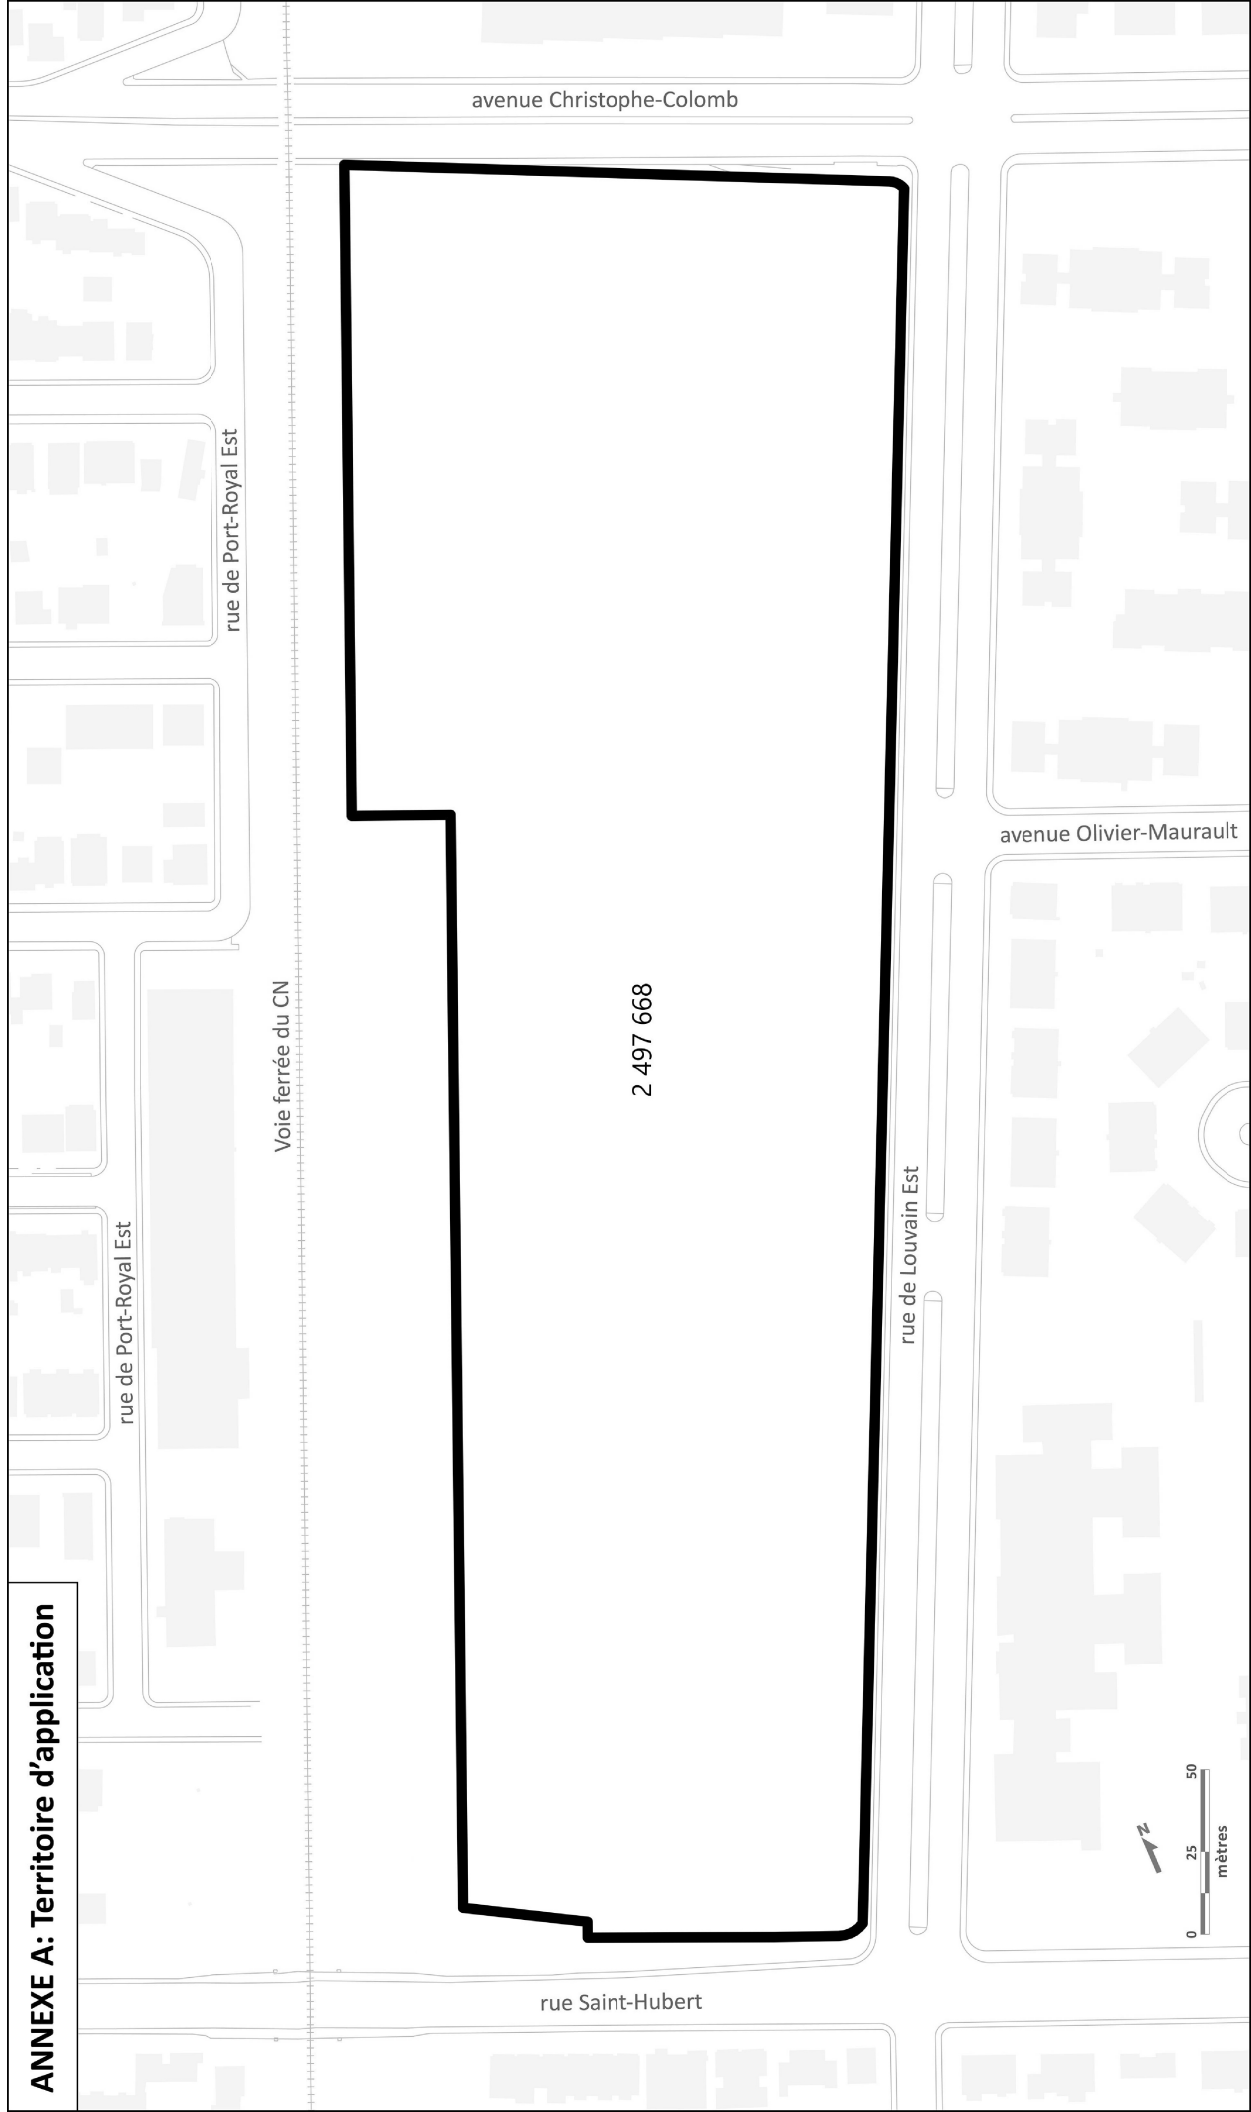 ANNEXE A: Territoire d'application
rue de Port-Royal Est
rue de Port-Royal Est
Voie ferrée du CN
avenue Christophe-Colomb
2 497 668
rue Saint-Hubert
rue de Louvain Est
avenue Olivier-Maurault
N
0 25 50
mètres